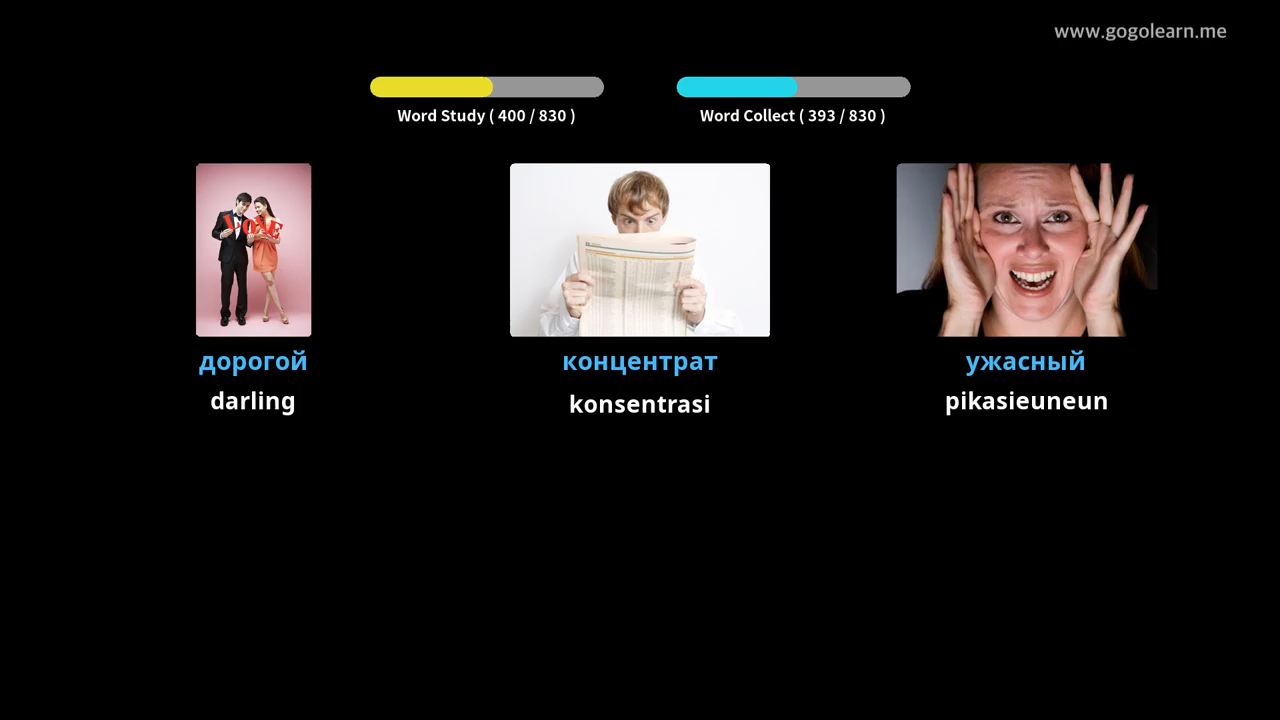 www.gogolearn.me
Word Study ( 400 / 830 )
Word Collect ( 393 / 830 )
LOVE
дорогой
концентрат
ужасный
darling
konsentrasi
pikasieuneun